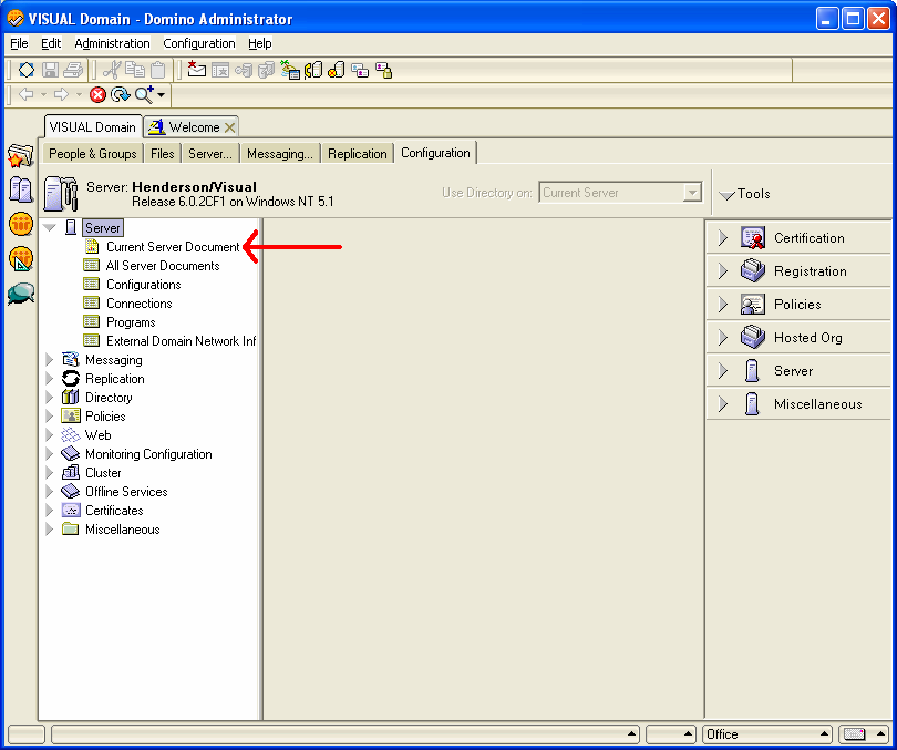 VISUAL Domain - Domino Administrator
File Edit Administration Configuration Help
VISUAL Domain Welcome
People & Groups Files Server... Messaging... Replication Configuration
Server: Henderson/Visual
Release 6.0.2CF1 on Windows NT 5.1
Use Directory on: Current Server
Tools
Server
Current Server Document
All Server Documents
Configurations
Connections
Programs
External Domain Network Inf
Messaging
Replication
Directory
Policies
Web
Monitoring Configuration
Cluster
Offline Services
Certificates
Miscellaneous
Certification
Registration
Policies
Hosted Org
Server
Miscellaneous
Office